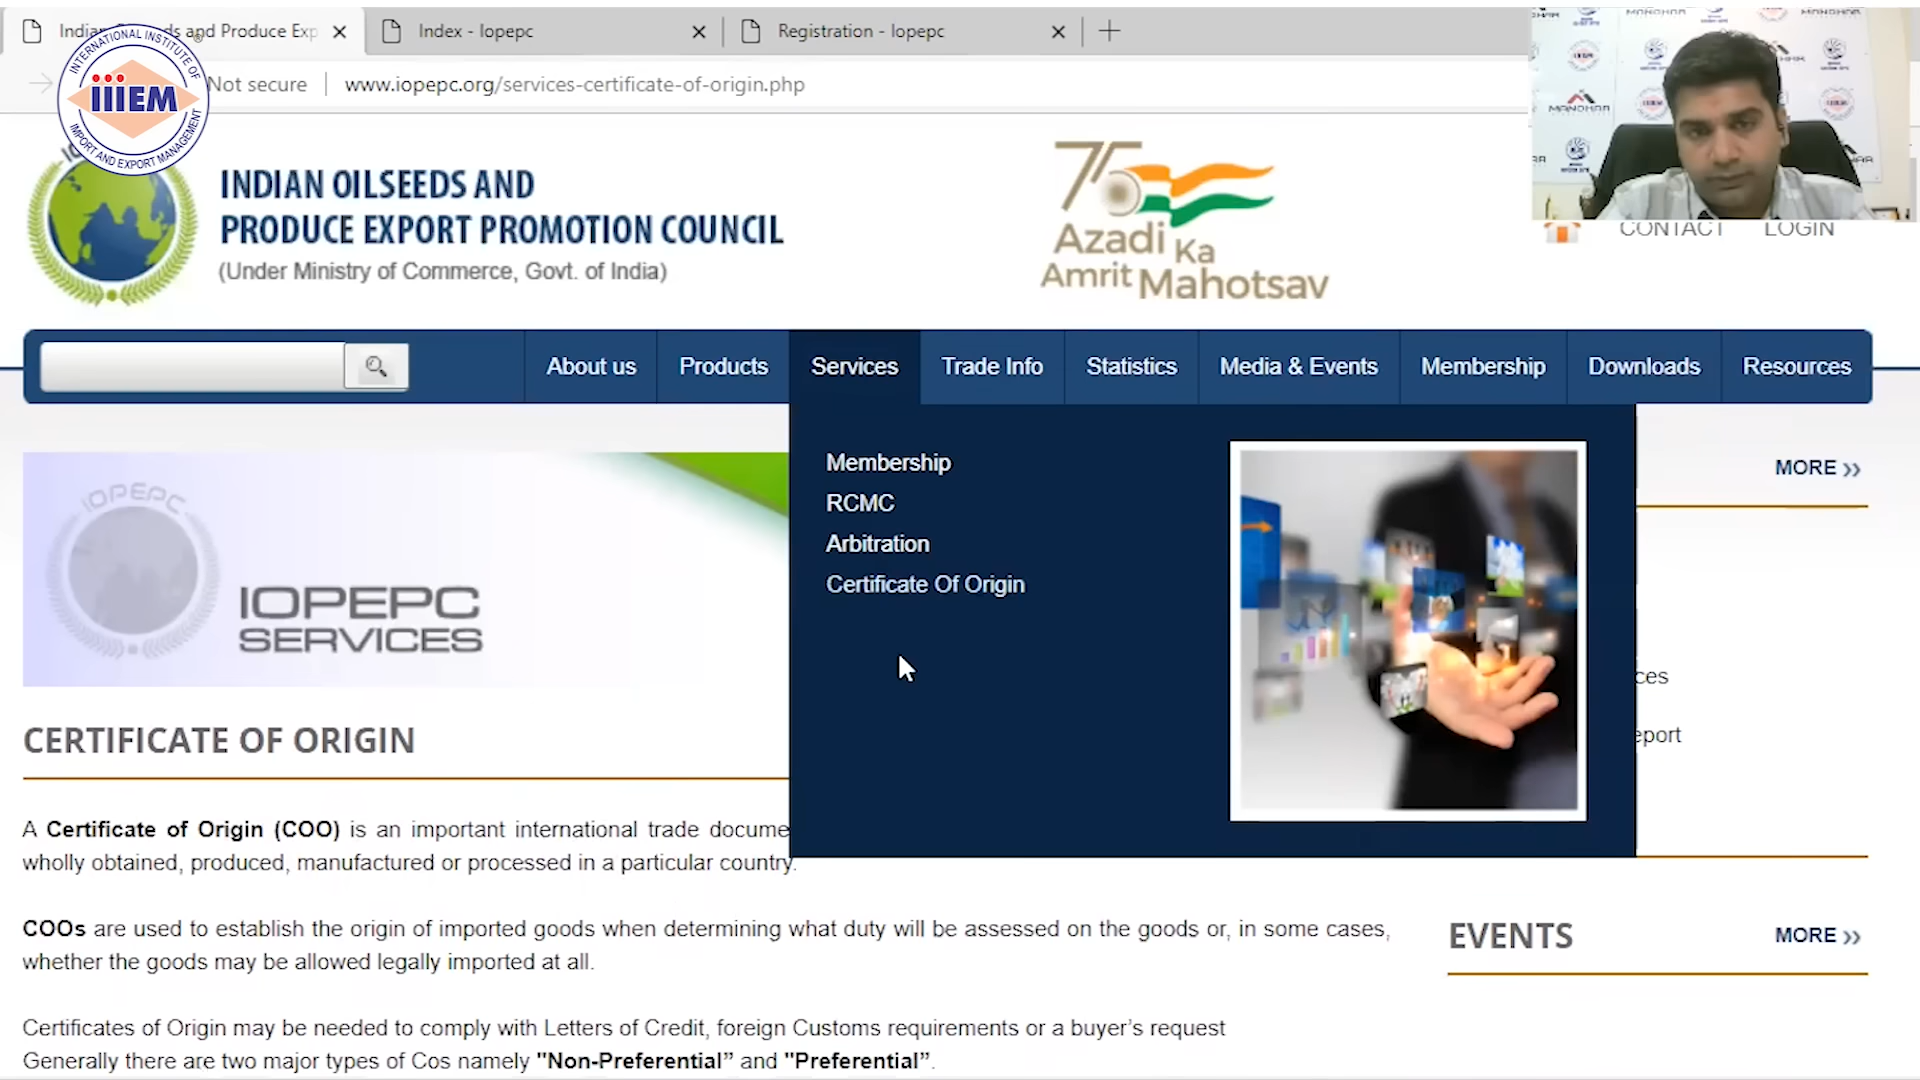 Indian
ds and Produce Exp
Index - Iopepc
Registration - Iopepc
INTERNATIONAL INSTITUTE OF
iiiEM
IMPORT AND EXPORT MANAGEMENT
®
Not secure
www.iopepc.org/services-certificate-of-origin.php
MANDHAR
INDIAN OILSEEDS AND
PRODUCE EXPORT PROMOTION COUNCIL
(Under Ministry of Commerce, Govt. of India)
75
Azadi Ka
Amrit Mahotsav
CONTACT
LOGIN
About us
Products
Services
Trade Info
Statistics
Media & Events
Membership
Downloads
Resources
Membership
RCMC
Arbitration
Certificate Of Origin
MORE
IOPEPC
IOPEPC
SERVICES
ces
eport
CERTIFICATE OF ORIGIN
A Certificate of Origin (COO) is an important international trade docume
wholly obtained, produced, manufactured or processed in a particular country.
COOs are used to establish the origin of imported goods when determining what duty will be assessed on the goods or, in some cases,
whether the goods may be allowed legally imported at all.
EVENTS
MORE
Certificates of Origin may be needed to comply with Letters of Credit, foreign Customs requirements or a buyer’s request
Generally there are two major types of Cos namely "Non-Preferential” and "Preferential”.